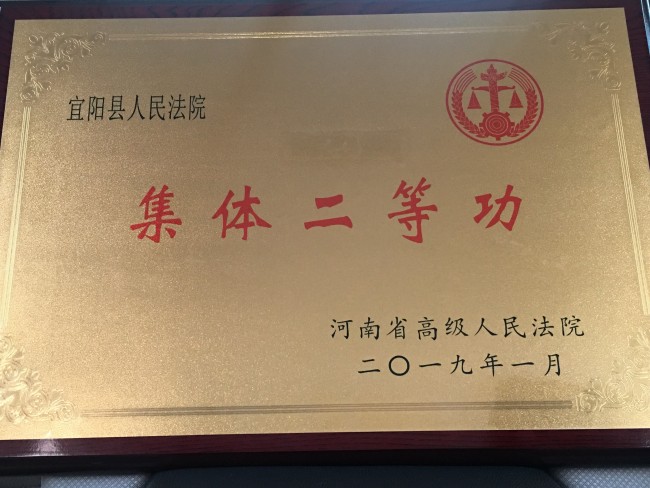 宜阳县人民法院
集体二等功
河南省高级人民法院
二〇一九年一月